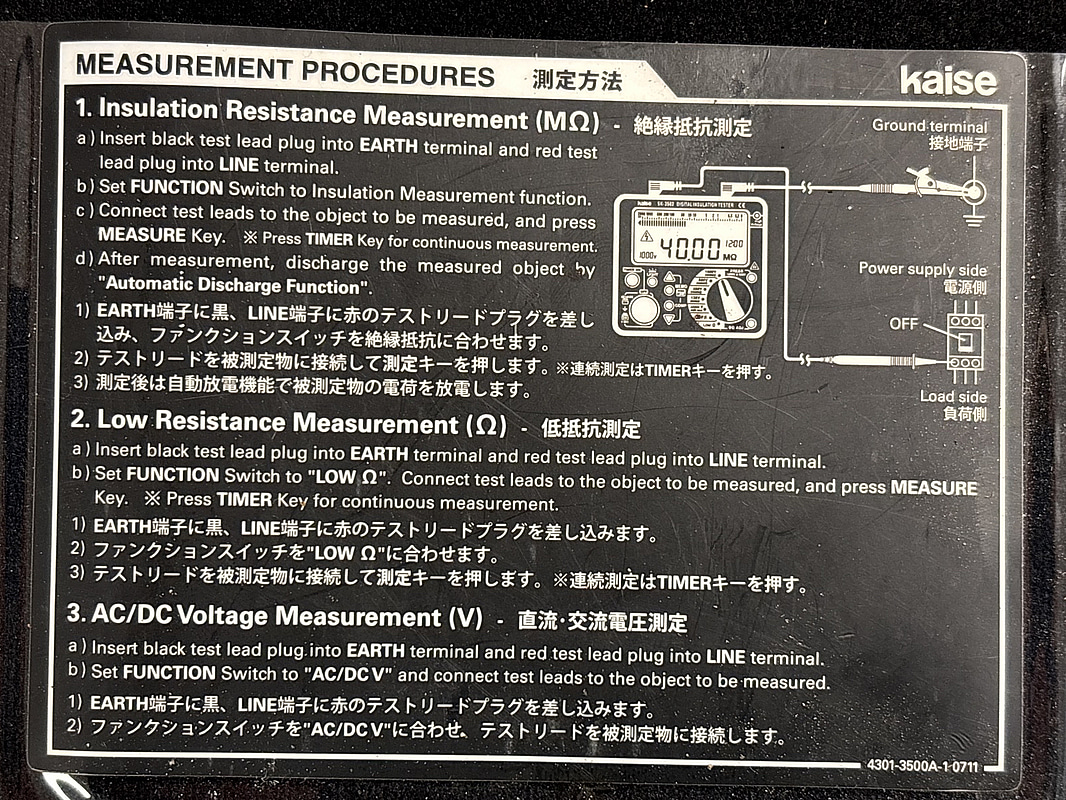 MEASUREMENT PROCEDURES 測定方法
kaise
1. Insulation Resistance Measurement (MΩ) - 絶縁抵抗測定
a) Insert black test lead plug into EARTH terminal and red test
lead plug into LINE terminal.
b) Set FUNCTION Switch to Insulation Measurement function.
c) Connect test leads to the object to be measured, and press
MEASURE Key. ※ Press TIMER Key for continuous measurement.
d) After measurement, discharge the measured object by
"Automatic Discharge Function".
1) EARTH端子に黒、LINE端子に赤のテストリードプラグを差し
込み、ファンクションスイッチを絶縁抵抗に合わせます。
2) テストリードを被測定物に接続して測定キーを押します。※連続測定はTIMERキーを押す。
3) 測定後は自動放電機能で被測定物の電荷を放電します。
Ground terminal
接地端子
kaise SK-3502 DIGITAL INSULATION TESTER CE
1000V 40.00 1200 MΩ
Power supply side
電源側
OFF
Load side
負荷側
2. Low Resistance Measurement (Ω) - 低抵抗測定
a) Insert black test lead plug into EARTH terminal and red test lead plug into LINE terminal.
b) Set FUNCTION Switch to "LOW Ω". Connect test leads to the object to be measured, and press MEASURE
Key. ※ Press TIMER Key for continuous measurement.
1) EARTH端子に黒、LINE端子に赤のテストリードプラグを差し込みます。
2) ファンクションスイッチを"LOW Ω"に合わせます。
3) テストリードを被測定物に接続して測定キーを押します。※連続測定はTIMERキーを押す。
3. AC/DC Voltage Measurement (V) - 直流・交流電圧測定
a) Insert black test lead plug into EARTH terminal and red test lead plug into LINE terminal.
b) Set FUNCTION Switch to "AC/DC V" and connect test leads to the object to be measured.
1) EARTH端子に黒、LINE端子に赤のテストリードプラグを差し込みます。
2) ファンクションスイッチを"AC/DC V"に合わせ、テストリードを被測定物に接続します。
4301-3500A-1 0711